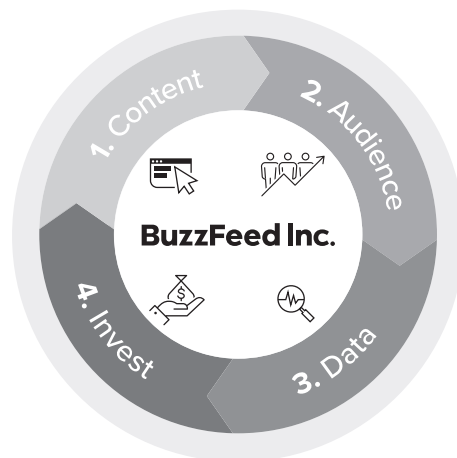 1. Content
2. Audience
BuzzFeed Inc.
$
4. Invest
3. Data